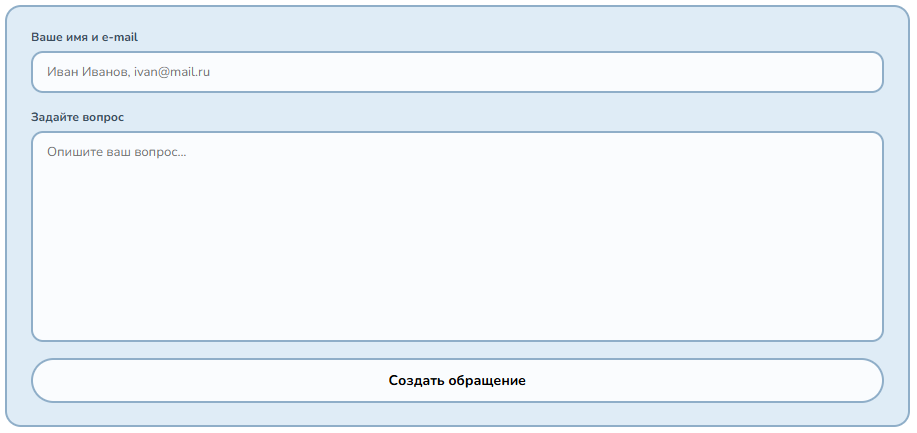 Ваше имя и e-mail
Иван Иванов, ivan@mail.ru
Задайте вопрос
Опишите ваш вопрос...
Создать обращение